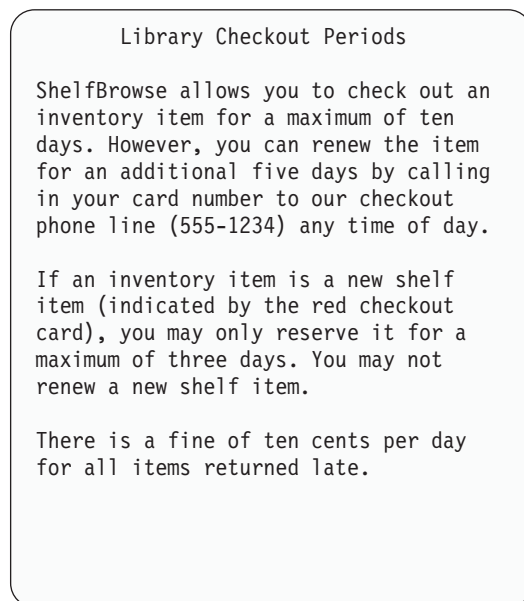 Library Checkout Periods
ShelfBrowse allows you to check out an
inventory item for a maximum of ten
days. However, you can renew the item
for an additional five days by calling
in your card number to our checkout
phone line (555-1234) any time of day.
If an inventory item is a new shelf
item (indicated by the red checkout
card), you may only reserve it for a
maximum of three days. You may not
renew a new shelf item.
There is a fine of ten cents per day
for all items returned late.